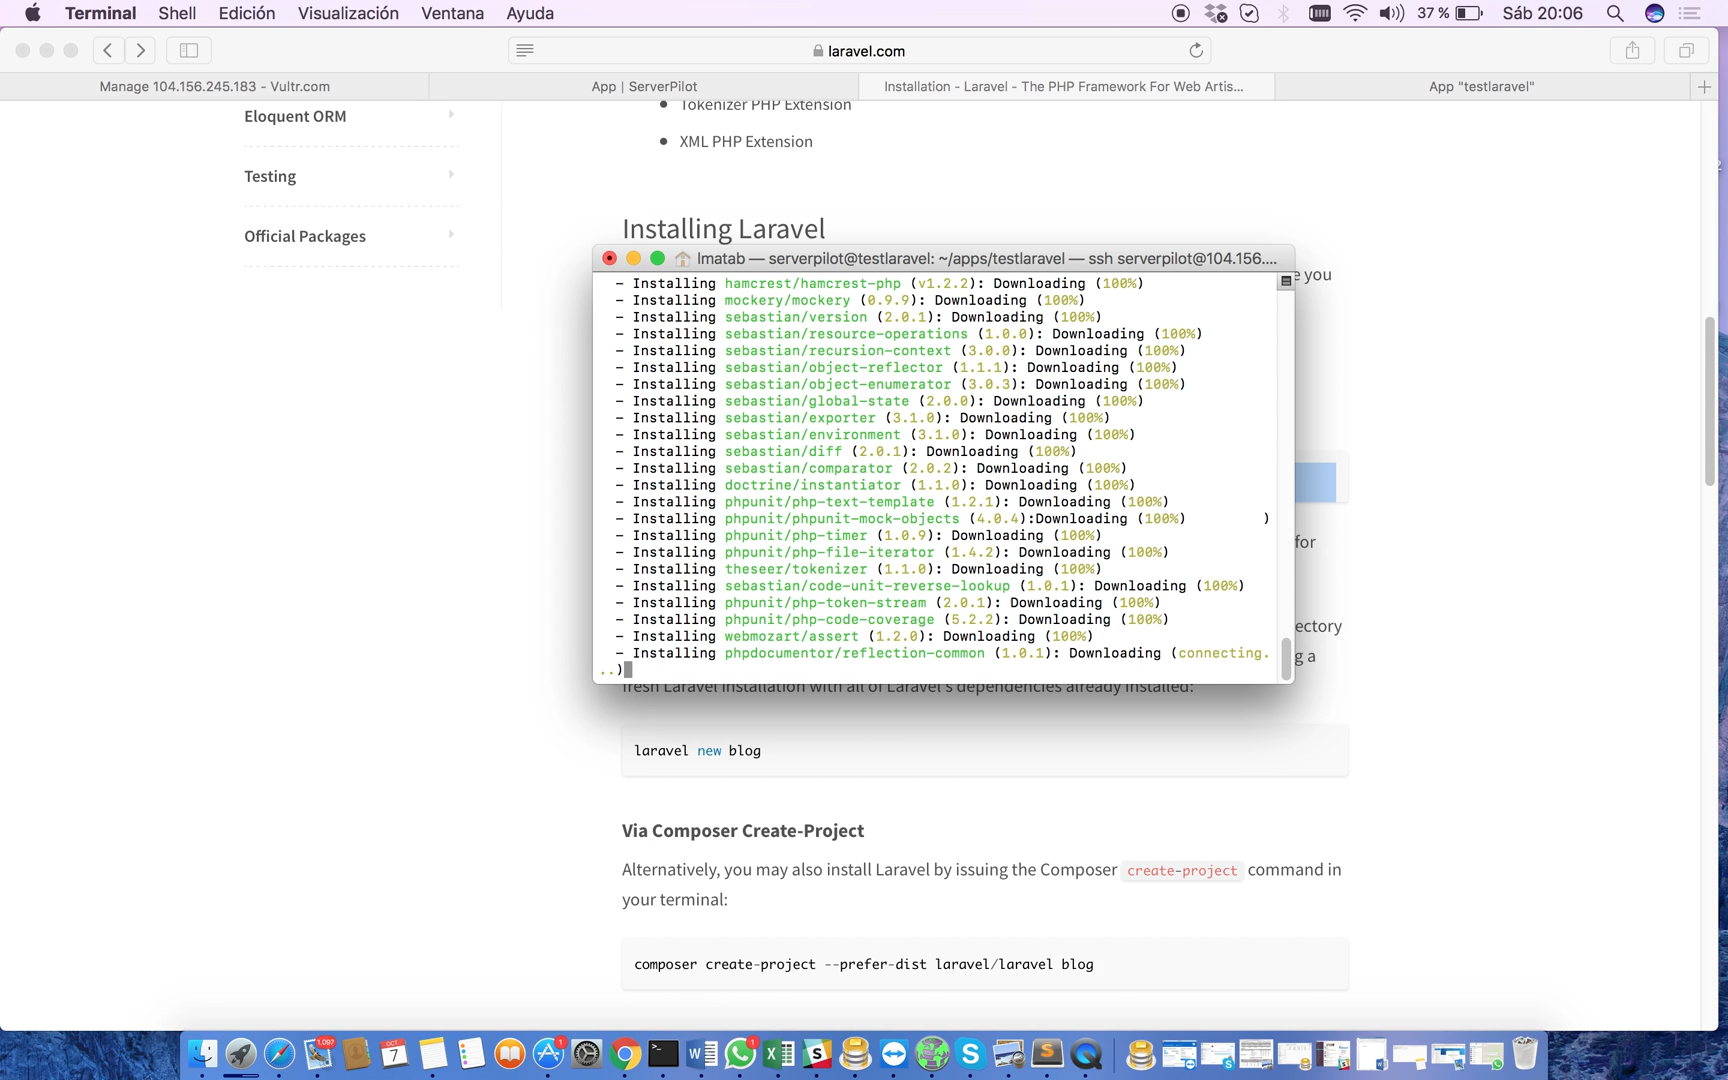 Terminal Shell Edición Visualización Ventana Ayuda 37 % Sáb 20:06
laravel.com
Manage 104.156.245.183 - Vultr.com App | ServerPilot Installation - Laravel - The PHP Framework For Web Artis... App "testlaravel"
Eloquent ORM
Testing
Official Packages
Tokenizer PHP Extension
XML PHP Extension
Installing Laravel
lmatab — serverpilot@testlaravel: ~/apps/testlaravel — ssh serverpilot@104.156....
e you
- Installing hamcrest/hamcrest-php (v1.2.2): Downloading (100%)
- Installing mockery/mockery (0.9.9): Downloading (100%)
- Installing sebastian/version (2.0.1): Downloading (100%)
- Installing sebastian/resource-operations (1.0.0): Downloading (100%)
- Installing sebastian/recursion-context (3.0.0): Downloading (100%)
- Installing sebastian/object-reflector (1.1.1): Downloading (100%)
- Installing sebastian/object-enumerator (3.0.3): Downloading (100%)
- Installing sebastian/global-state (2.0.0): Downloading (100%)
- Installing sebastian/exporter (3.1.0): Downloading (100%)
- Installing sebastian/environment (3.1.0): Downloading (100%)
- Installing sebastian/diff (2.0.1): Downloading (100%)
- Installing sebastian/comparator (2.0.2): Downloading (100%)
- Installing doctrine/instantiator (1.1.0): Downloading (100%)
- Installing phpunit/php-text-template (1.2.1): Downloading (100%)
- Installing phpunit/phpunit-mock-objects (4.0.4):Downloading (100%) )
- Installing phpunit/php-timer (1.0.9): Downloading (100%)
- Installing phpunit/php-file-iterator (1.4.2): Downloading (100%)
- Installing theseer/tokenizer (1.1.0): Downloading (100%)
- Installing sebastian/code-unit-reverse-lookup (1.0.1): Downloading (100%)
- Installing phpunit/php-token-stream (2.0.1): Downloading (100%)
- Installing phpunit/php-code-coverage (5.2.2): Downloading (100%)
- Installing webmozart/assert (1.2.0): Downloading (100%)
- Installing phpdocumentor/reflection-common (1.0.1): Downloading (connecting.
..)
for
ectory
g a
fresh Laravel installation with all of Laravel's dependencies already installed:
laravel new blog
Via Composer Create-Project
Alternatively, you may also install Laravel by issuing the Composer create-project command in
your terminal:
composer create-project --prefer-dist laravel/laravel blog
1.097
OCT
7
1
1